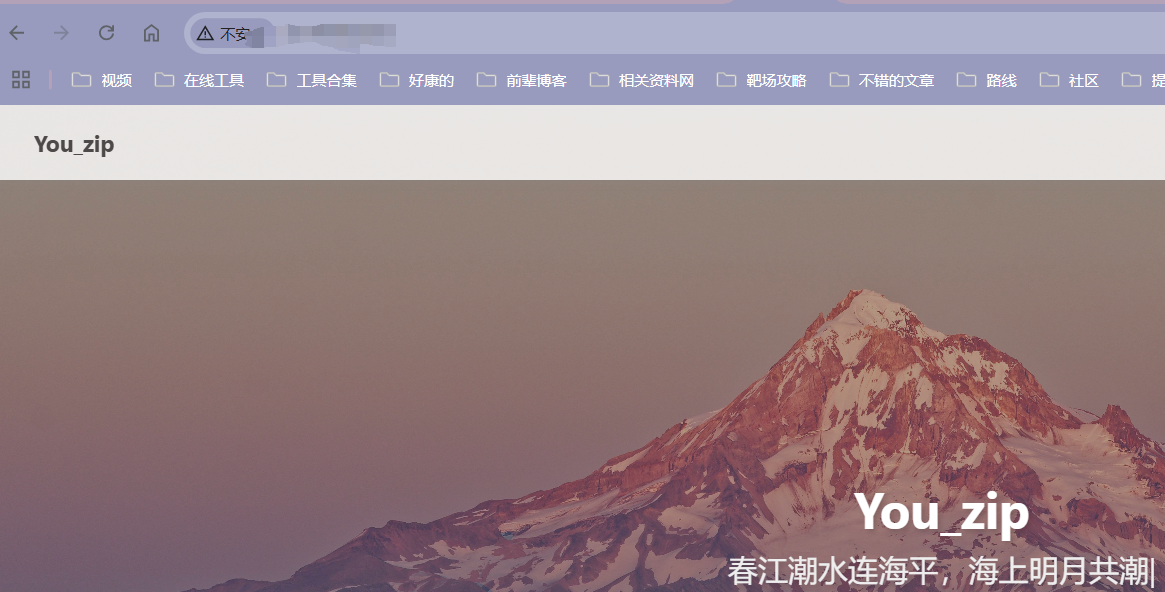 不安
视频 在线工具 工具合集 好康的 前辈博客 相关资料网 靶场攻略 不错的文章 路线 社区 提
You_zip
You_zip
春江潮水连海平，海上明月共潮|